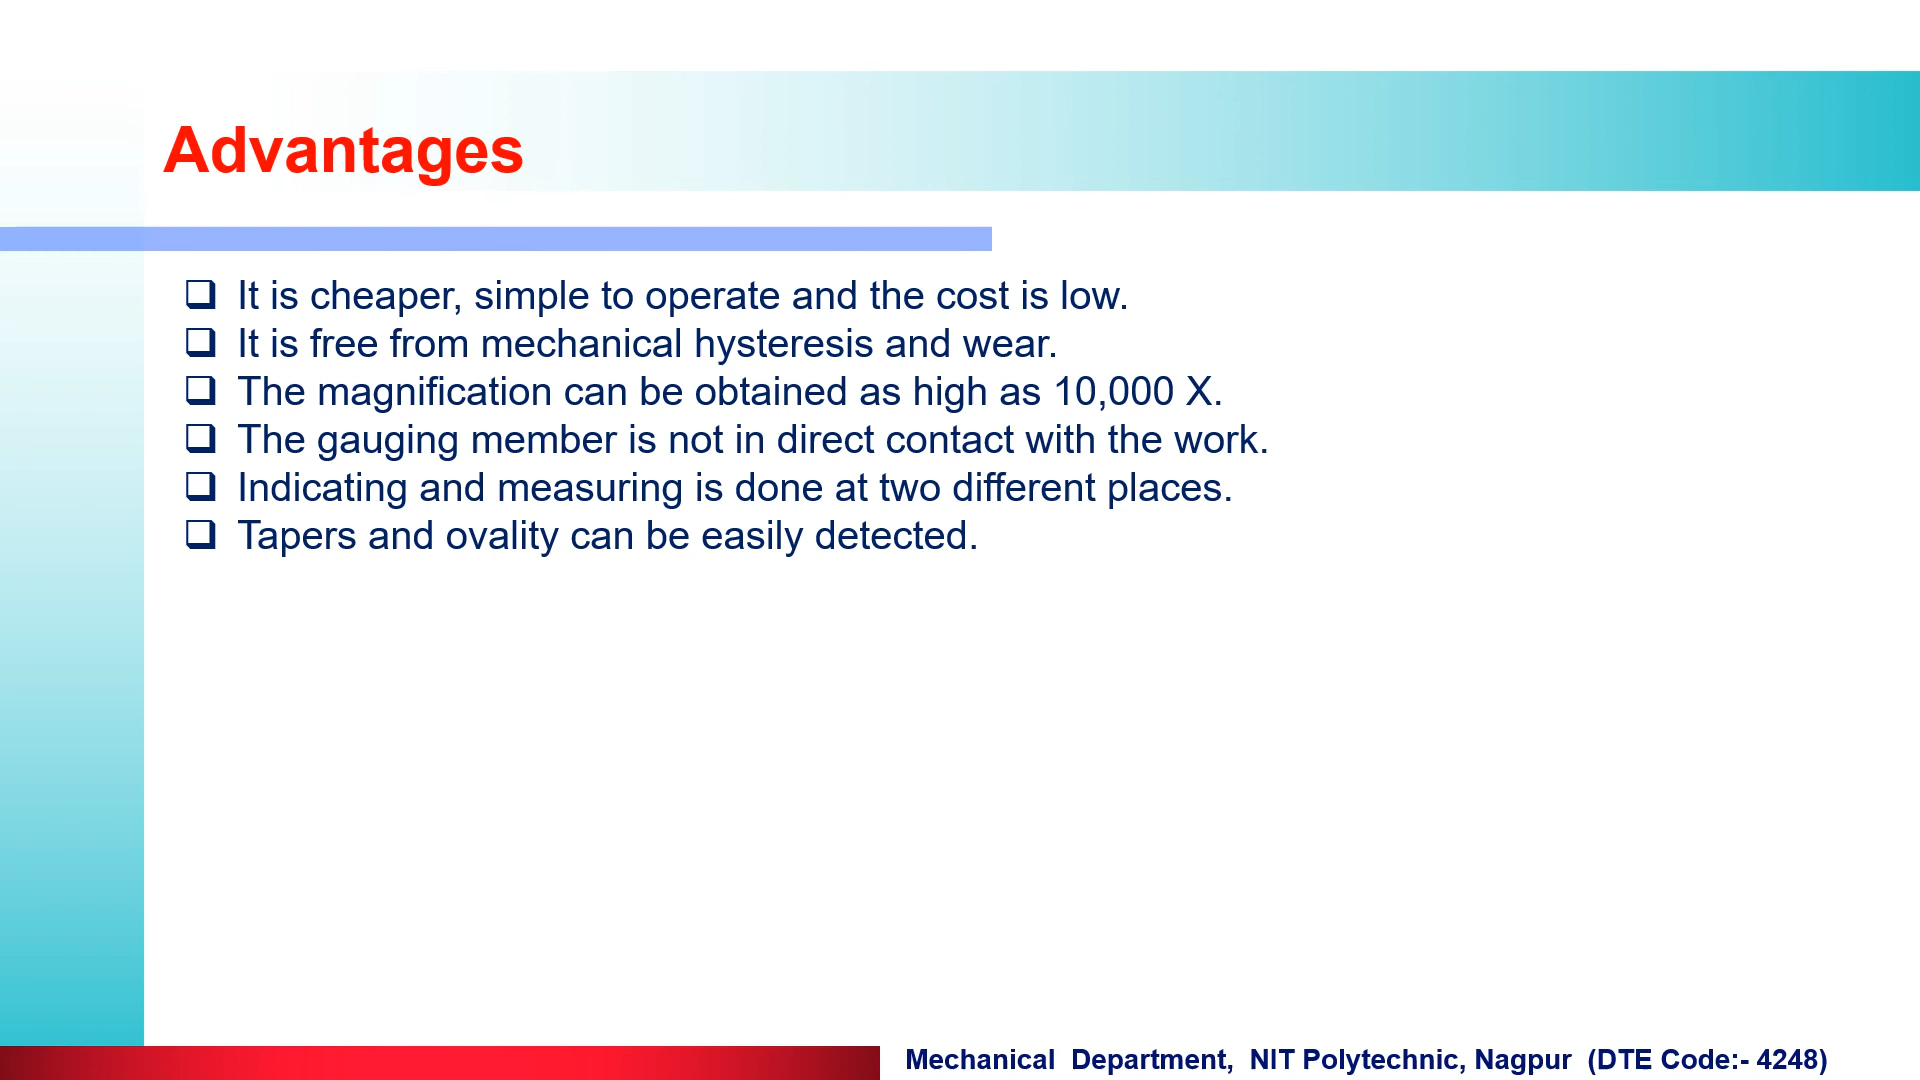 Advantages
❑ It is cheaper, simple to operate and the cost is low.
❑ It is free from mechanical hysteresis and wear.
❑ The magnification can be obtained as high as 10,000 X.
❑ The gauging member is not in direct contact with the work.
❑ Indicating and measuring is done at two different places.
❑ Tapers and ovality can be easily detected.
Mechanical Department, NIT Polytechnic, Nagpur (DTE Code:- 4248)